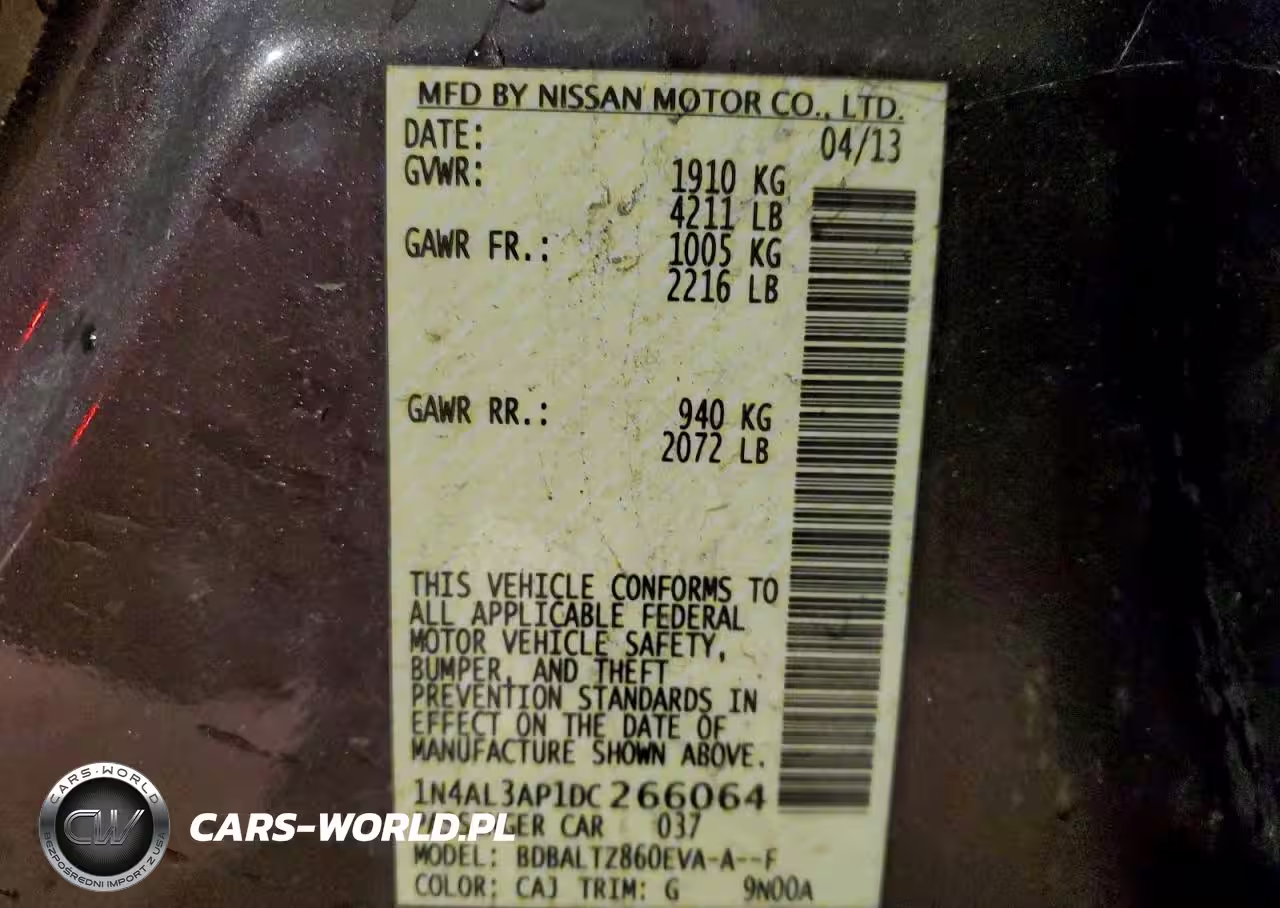 MFD BY NISSAN MOTOR CO., LTD.
DATE: 04/13
GVWR: 1910 KG
4211 LB
GAWR FR.: 1005 KG
2216 LB
GAWR RR.: 940 KG
2072 LB
THIS VEHICLE CONFORMS TO
ALL APPLICABLE FEDERAL
MOTOR VEHICLE SAFETY,
BUMPER, AND THEFT
PREVENTION STANDARDS IN
EFFECT ON THE DATE OF
MANUFACTURE SHOWN ABOVE.
1N4AL3AP1DC266064
CAR 037
MODEL: BDBALTZ860EVA-A--F
COLOR: CAJ TRIM: G 9N00A
CARS-WORLD
CW
BEZPOŚREDNI IMPORT Z USA
CARS-WORLD.PL